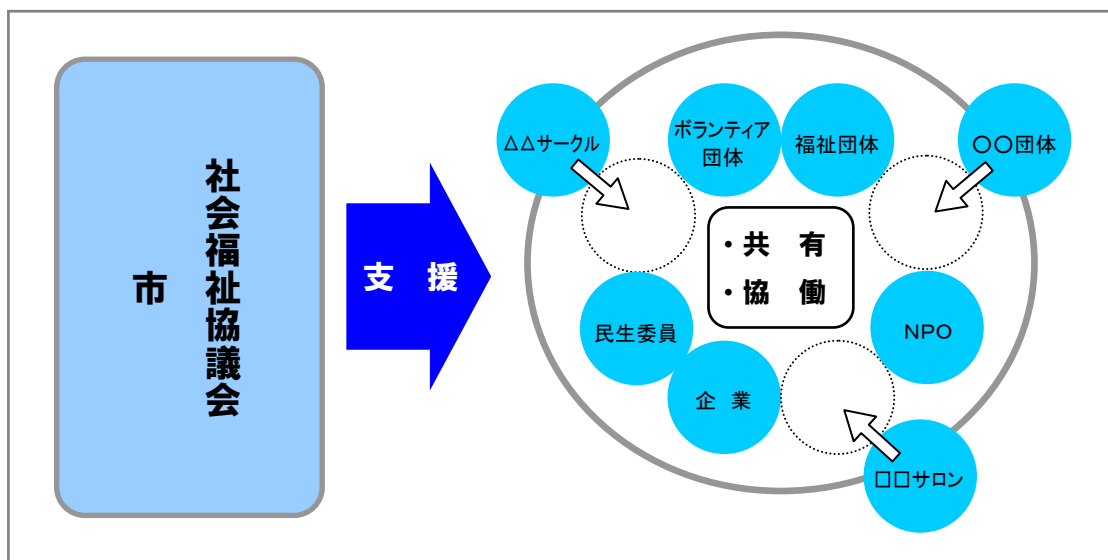 社会福祉協議会
市
支　援
△△サークル
ボランティア
団体
福祉団体
〇〇団体
・共　有
・協　働
民生委員
NPO
企　業
□□サロン